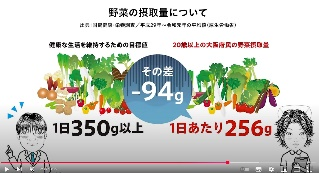 野菜の摂取量について
健康な生活を維持するための目標値
20歳以上の大阪府民の野菜摂取量
その差
-94g
1日350g以上
1日あたり256g